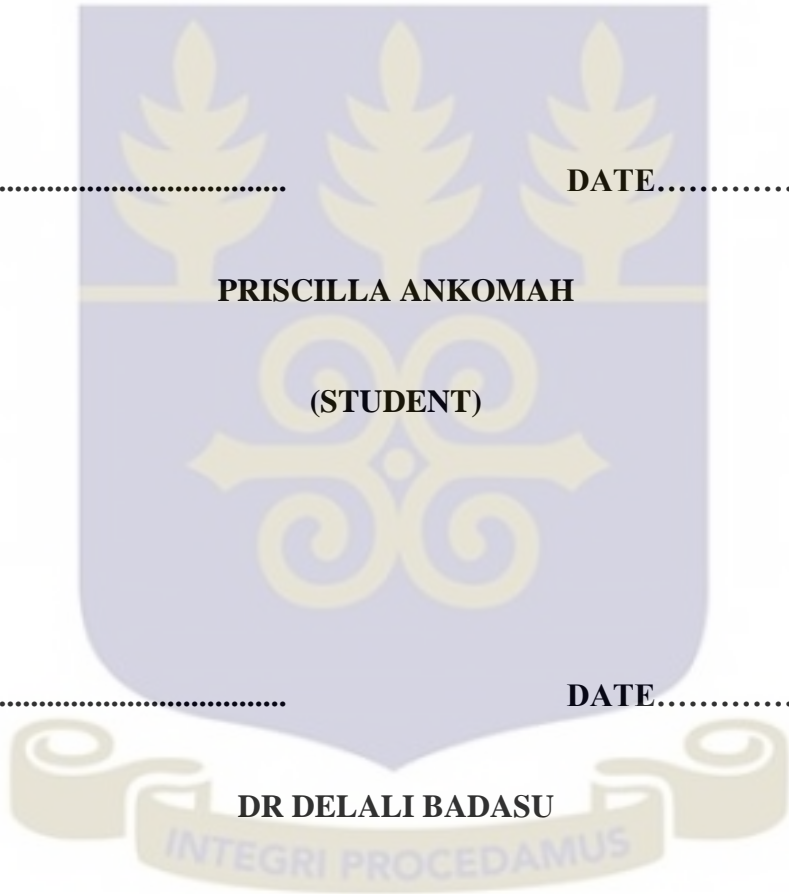 ....................................... DATE…………..
PRISCILLA ANKOMAH
(STUDENT)
....................................... DATE…………..
DR DELALI BADASU
INTEGRI PROCEDAMUS